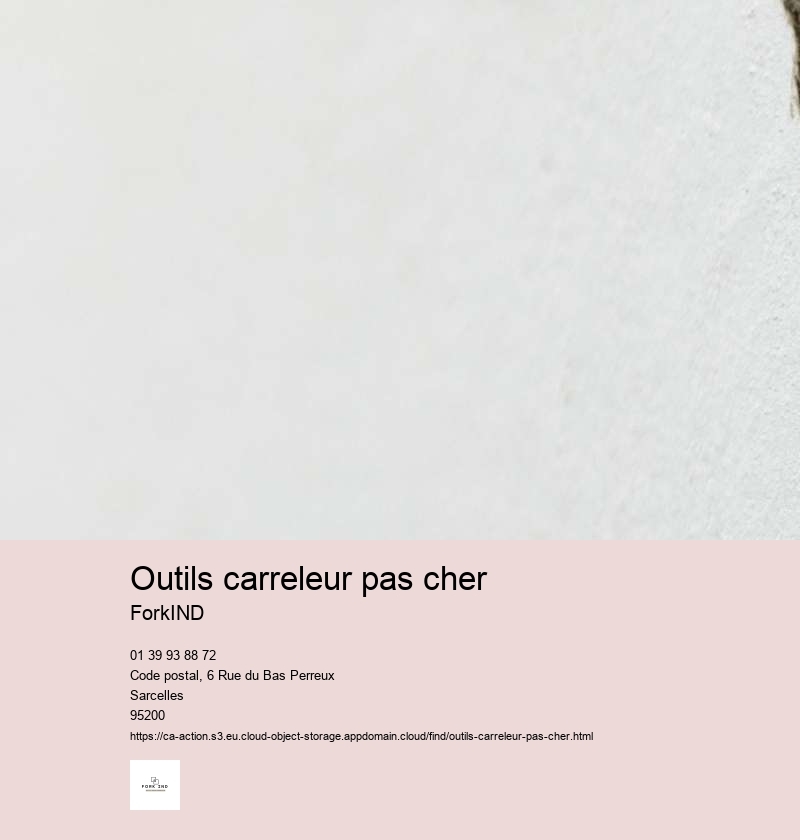 Outils carreleur pas cher
ForkIND
01 39 93 88 72
Code postal, 6 Rue du Bas Perreux
Sarcelles
95200
https://ca-action.s3.eu.cloud-object-storage.appdomain.cloud/find/outils-carreleur-pas-cher.html
FORK IND